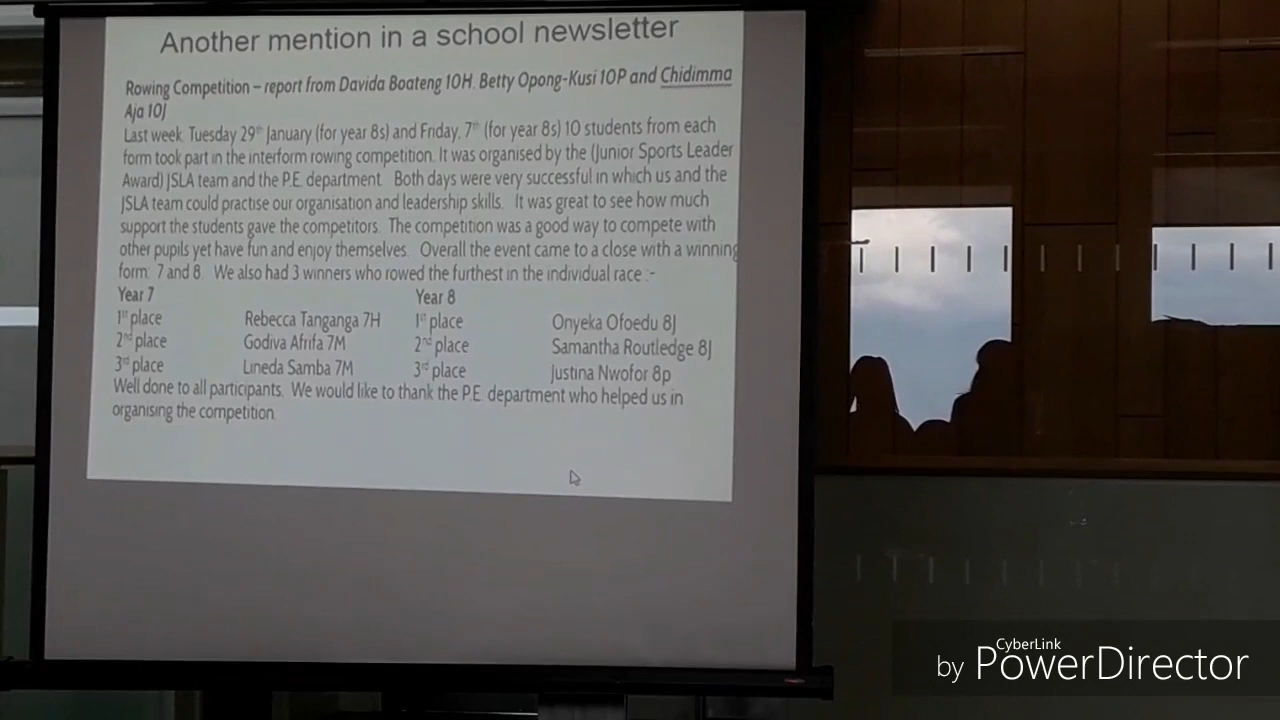 Another mention in a school newsletter
Rowing Competition – report from Davida Boateng 10H, Betty Opong-Kusi 10P and Chidimma
Aja 10J
Last week, Tuesday 29th January (for year 8s) and Friday, 7th (for year 8s) 10 students from each
form took part in the interform rowing competition. It was organised by the (Junior Sports Leader
Award) JSLA team and the P.E. department. Both days were very successful in which us and the
JSLA team could practise our organisation and leadership skills. It was great to see how much
support the students gave the competitors. The competition was a good way to compete with
other pupils yet have fun and enjoy themselves. Overall the event came to a close with a winning
form: 7 and 8. We also had 3 winners who rowed the furthest in the individual race :-
Year 7 Year 8
1st place Rebecca Tanganga 7H 1st place Onyeka Ofoedu 8J
2nd place Godiva Afrifa 7M 2nd place Samantha Routledge 8J
3rd place Lineda Samba 7M 3rd place Justina Nwofor 8p
Well done to all participants. We would like to thank the P.E. department who helped us in
organising the competition.
CyberLink
by PowerDirector